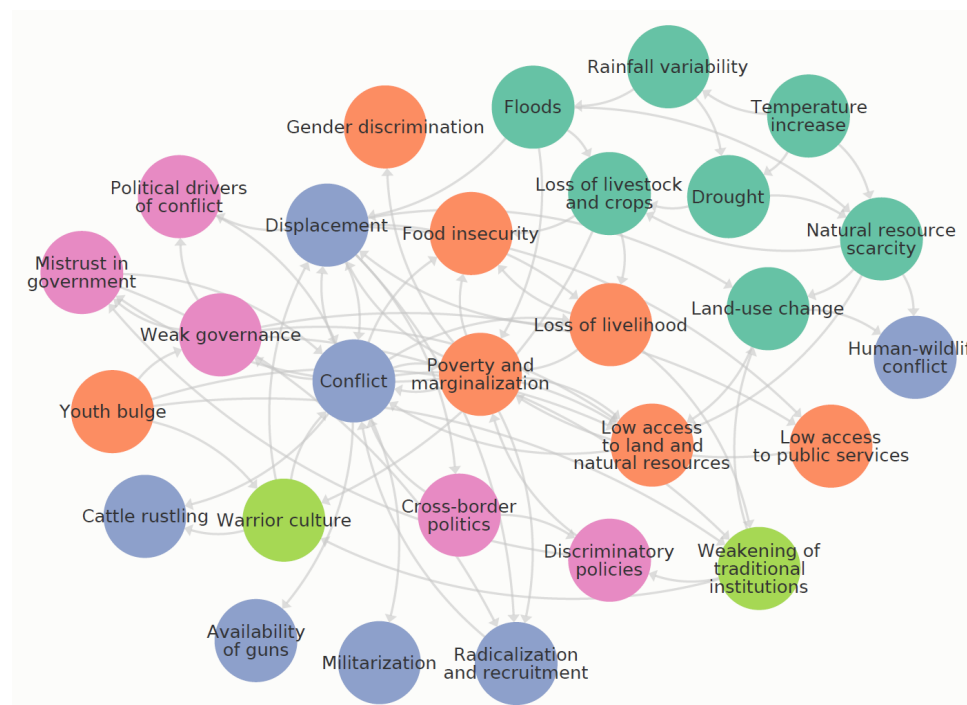 Rainfall variability
Floods
Temperature
increase
Gender discrimination
Political drivers
of conflict
Loss of livestock
and crops
Drought
Displacement
Food insecurity
Natural resource
scarcity
Mistrust in
government
Land-use change
Weak governance
Loss of livelihood
Human-wildlif
conflict
Conflict
Poverty and
marginalization
Youth bulge
Low access
to land and
natural resources
Low access
to public services
Cattle rustling
Warrior culture
Cross-border
politics
Discriminatory
policies
Weakening of
traditional
institutions
Availability
of guns
Militarization
Radicalization
and recruitment